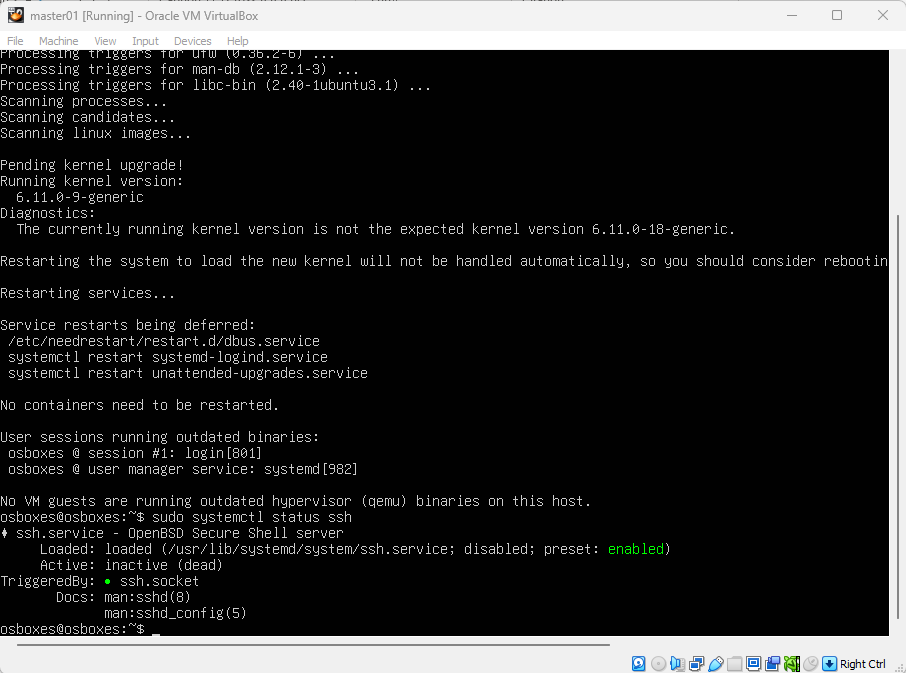 master01 [Running] - Oracle VM VirtualBox
File Machine View Input Devices Help
Processing triggers for ufw (0.36.2-6) ...
Processing triggers for man-db (2.12.1-3) ...
Processing triggers for libc-bin (2.40-1ubuntu3.1) ...
Scanning processes...
Scanning candidates...
Scanning linux images...
Pending kernel upgrade!
Running kernel version:
6.11.0-9-generic
Diagnostics:
The currently running kernel version is not the expected kernel version 6.11.0-18-generic.
Restarting the system to load the new kernel will not be handled automatically, so you should consider rebootin
Restarting services...
Service restarts being deferred:
/etc/needrestart/restart.d/dbus.service
systemctl restart systemd-logind.service
systemctl restart unattended-upgrades.service
No containers need to be restarted.
User sessions running outdated binaries:
osboxes @ session #1: login[801]
osboxes @ user manager service: systemd[982]
No VM guests are running outdated hypervisor (qemu) binaries on this host.
osboxes@osboxes:~$ sudo systemctl status ssh
♦ ssh.service - OpenBSD Secure Shell server
Loaded: loaded (/usr/lib/systemd/system/ssh.service; disabled; preset: enabled)
Active: inactive (dead)
TriggeredBy: ● ssh.socket
Docs: man:sshd(8)
man:sshd_config(5)
osboxes@osboxes:~$ _
Right Ctrl